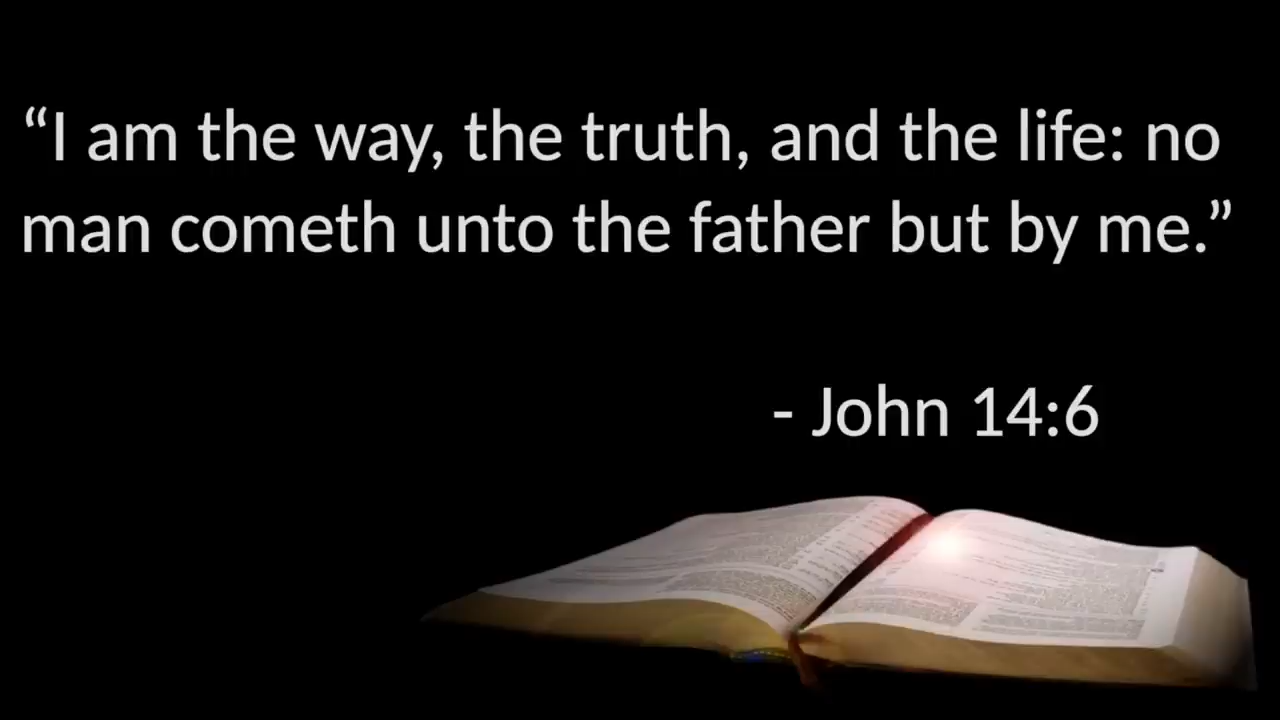 “I am the way, the truth, and the life: no
man cometh unto the father but by me.”
- John 14:6